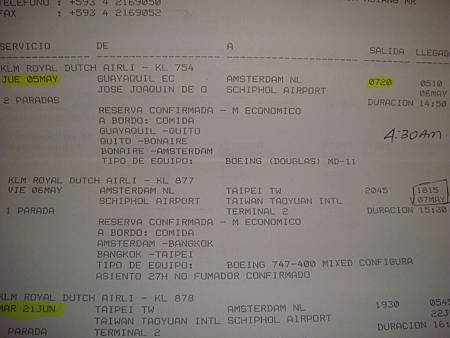 TELEFONO : +593 4 2169050
FAX : +593 4 2169052
SERVICIO DE A SALIDA LLEGAD
KLM ROYAL DUTCH AIRLI - KL 754
JUE 05MAY GUAYAQUIL EC AMSTERDAM NL 0720 0510
JOSE JOAQUIN DE O SCHIPHOL AIRPORT 06MAY
2 PARADAS DURACION 14:50
RESERVA CONFIRMADA - M ECONOMICO
A BORDO: COMIDA
4:30AM
GUAYAQUIL -QUITO
QUITO -BONAIRE
BONAIRE -AMSTERDAM
TIPO DE EQUIPO: BOEING (DOUGLAS) MD-11
KLM ROYAL DUTCH AIRLI - KL 877
VIE 06MAY AMSTERDAM NL TAIPEI TW 2045 1815
SCHIPHOL AIRPORT TAIWAN TAOYUAN INTL 07MAY
1 PARADA TERMINAL 2 DURACION 15:30
RESERVA CONFIRMADA - M ECONOMICO
A BORDO: COMIDA
AMSTERDAM -BANGKOK
BANGKOK -TAIPEI
TIPO DE EQUIPO: BOEING 747-400 MIXED CONFIGURA
ASIENTO 27H NO FUMADOR CONFIRMADO
KLM ROYAL DUTCH AIRLI - KL 878
MAR 21JUN TAIPEI TW AMSTERDAM NL 1930 054
TAIWAN TAOYUAN INTL SCHIPHOL AIRPORT 22J
PARADA TERMINAL 2 DURACION 16: